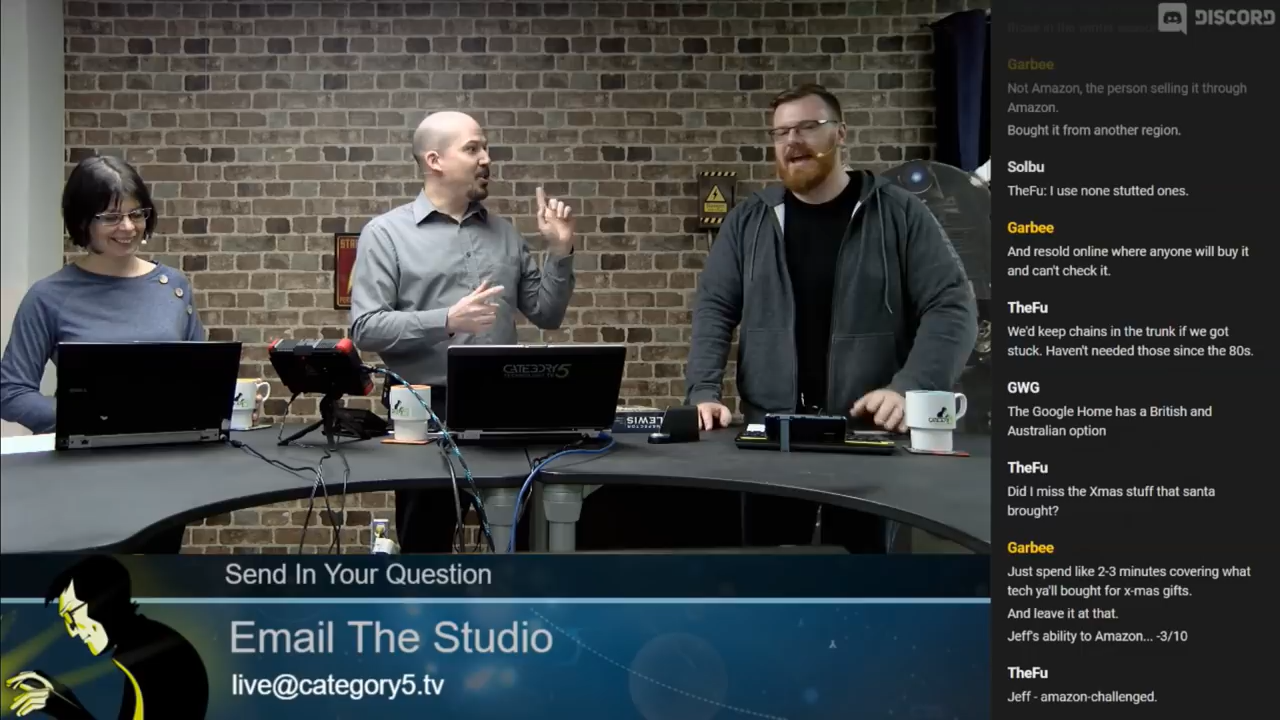 DISCORD
Garbee
Not Amazon, the person selling it through
Amazon.
Bought it from another region.
Solbu
TheFu: I use none stutted ones.
Garbee
And resold online where anyone will buy it
and can't check it.
TheFu
We'd keep chains in the trunk if we got
stuck. Haven't needed those since the 80s.
GWG
The Google Home has a British and
Australian option
TheFu
Did I miss the Xmas stuff that santa
brought?
Garbee
Just spend like 2-3 minutes covering what
tech ya'll bought for x-mas gifts.
And leave it at that.
Jeff's ability to Amazon... -3/10
TheFu
Jeff - amazon-challenged.
CATEGORY5
LEWIS
INSPECTOR
Send In Your Question
Email The Studio
live@category5.tv